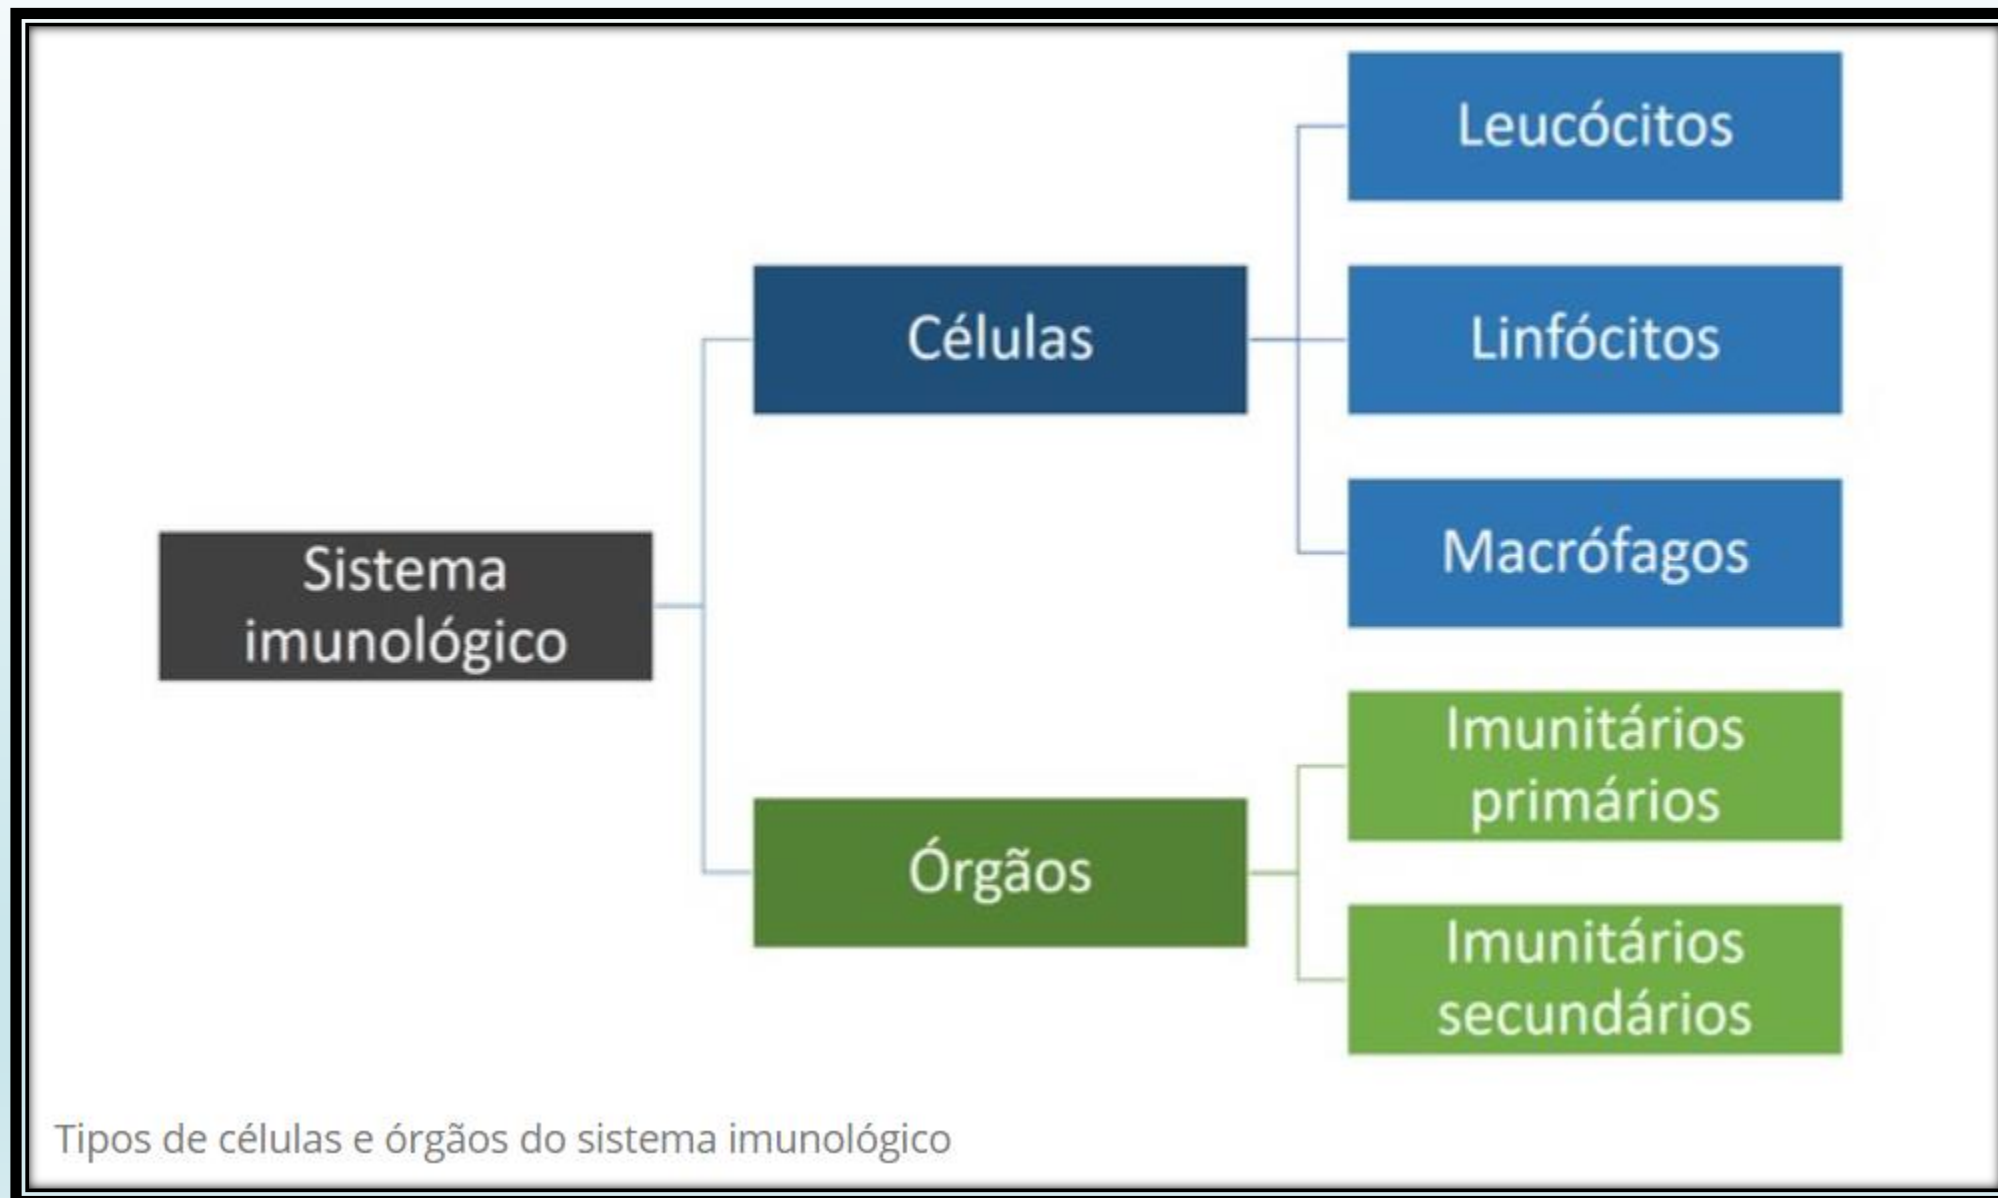 Leucócitos
Células
Linfócitos
Macrófagos
Sistema
imunológico
Imunitários
primários
Órgãos
Imunitários
secundários
Tipos de células e órgãos do sistema imunológico